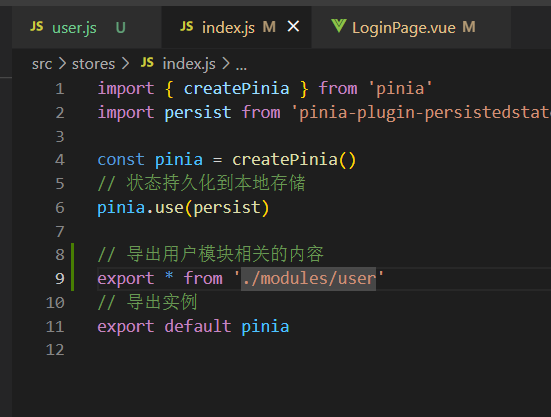 JS user.js U
JS index.js M ×
LoginPage.vue M
src > stores > JS index.js > ...
1 import { createPinia } from 'pinia'
2 import persist from 'pinia-plugin-persistedstat
3
4 const pinia = createPinia()
5 // 状态持久化到本地存储
6 pinia.use(persist)
7
8 // 导出用户模块相关的内容
9 export * from './modules/user'
10 // 导出实例
11 export default pinia
12